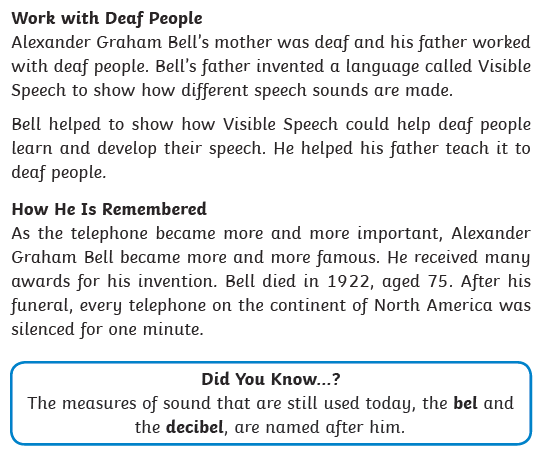 Work with Deaf People
Alexander Graham Bell's mother was deaf and his father worked
with deaf people. Bell's father invented a language called Visible
Speech to show how different speech sounds are made.
Bell helped to show how Visible Speech could help deaf people
learn and develop their speech. He helped his father teach it to
deaf people.
How He Is Remembered
As the telephone became more and more important, Alexander
Graham Bell became more and more famous. He received many
awards for his invention. Bell died in 1922, aged 75. After his
funeral, every telephone on the continent of North America was
silenced for one minute.
Did You Know...?
The measures of sound that are still used today, the bel and
the decibel, are named after him.